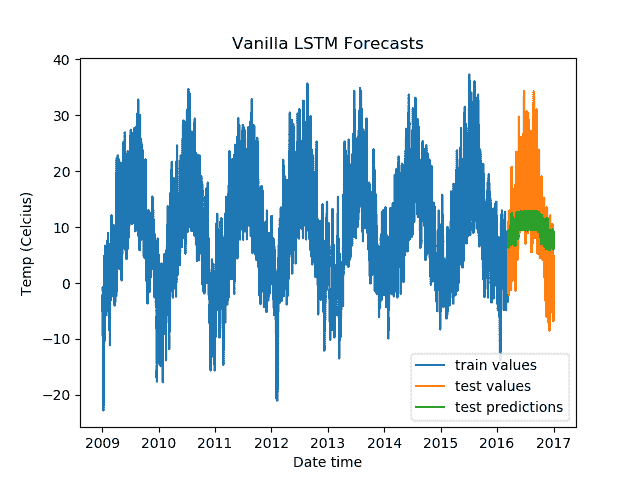 Vanilla LSTM Forecasts
Temp (Celcius)
40
30
20
10
0
−10
−20
2009 2010 2011 2012 2013 2014 2015 2016 2017
Date time
train values
test values
test predictions